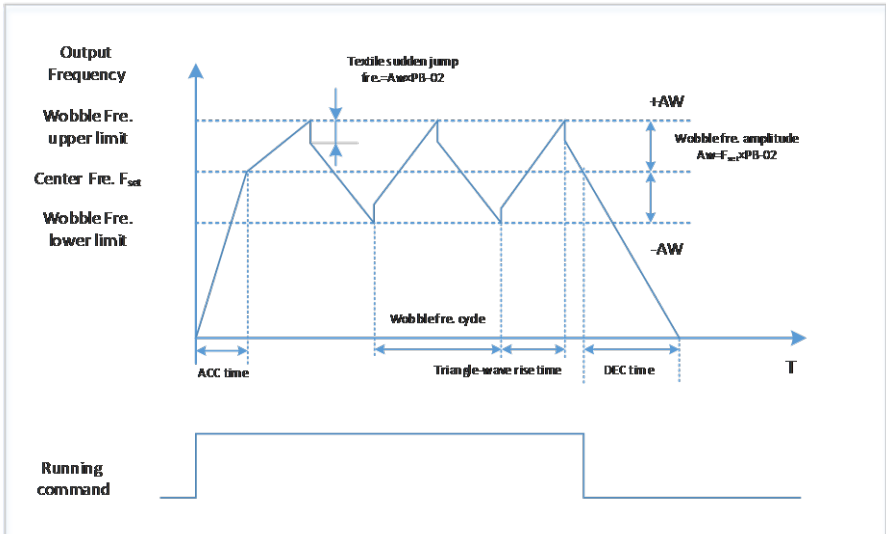 Output
Frequency
Textile sudden jump
fre.=Aw×PB-02
+AW
Wobble Fre.
upper limit
Wobble fre. amplitude
Aw=Fset×PB-02
Center Fre. Fset
Wobble Fre.
lower limit
-AW
Wobble fre. cycle
ACC time
Triangle-wave rise time
DEC time
T
Running
command